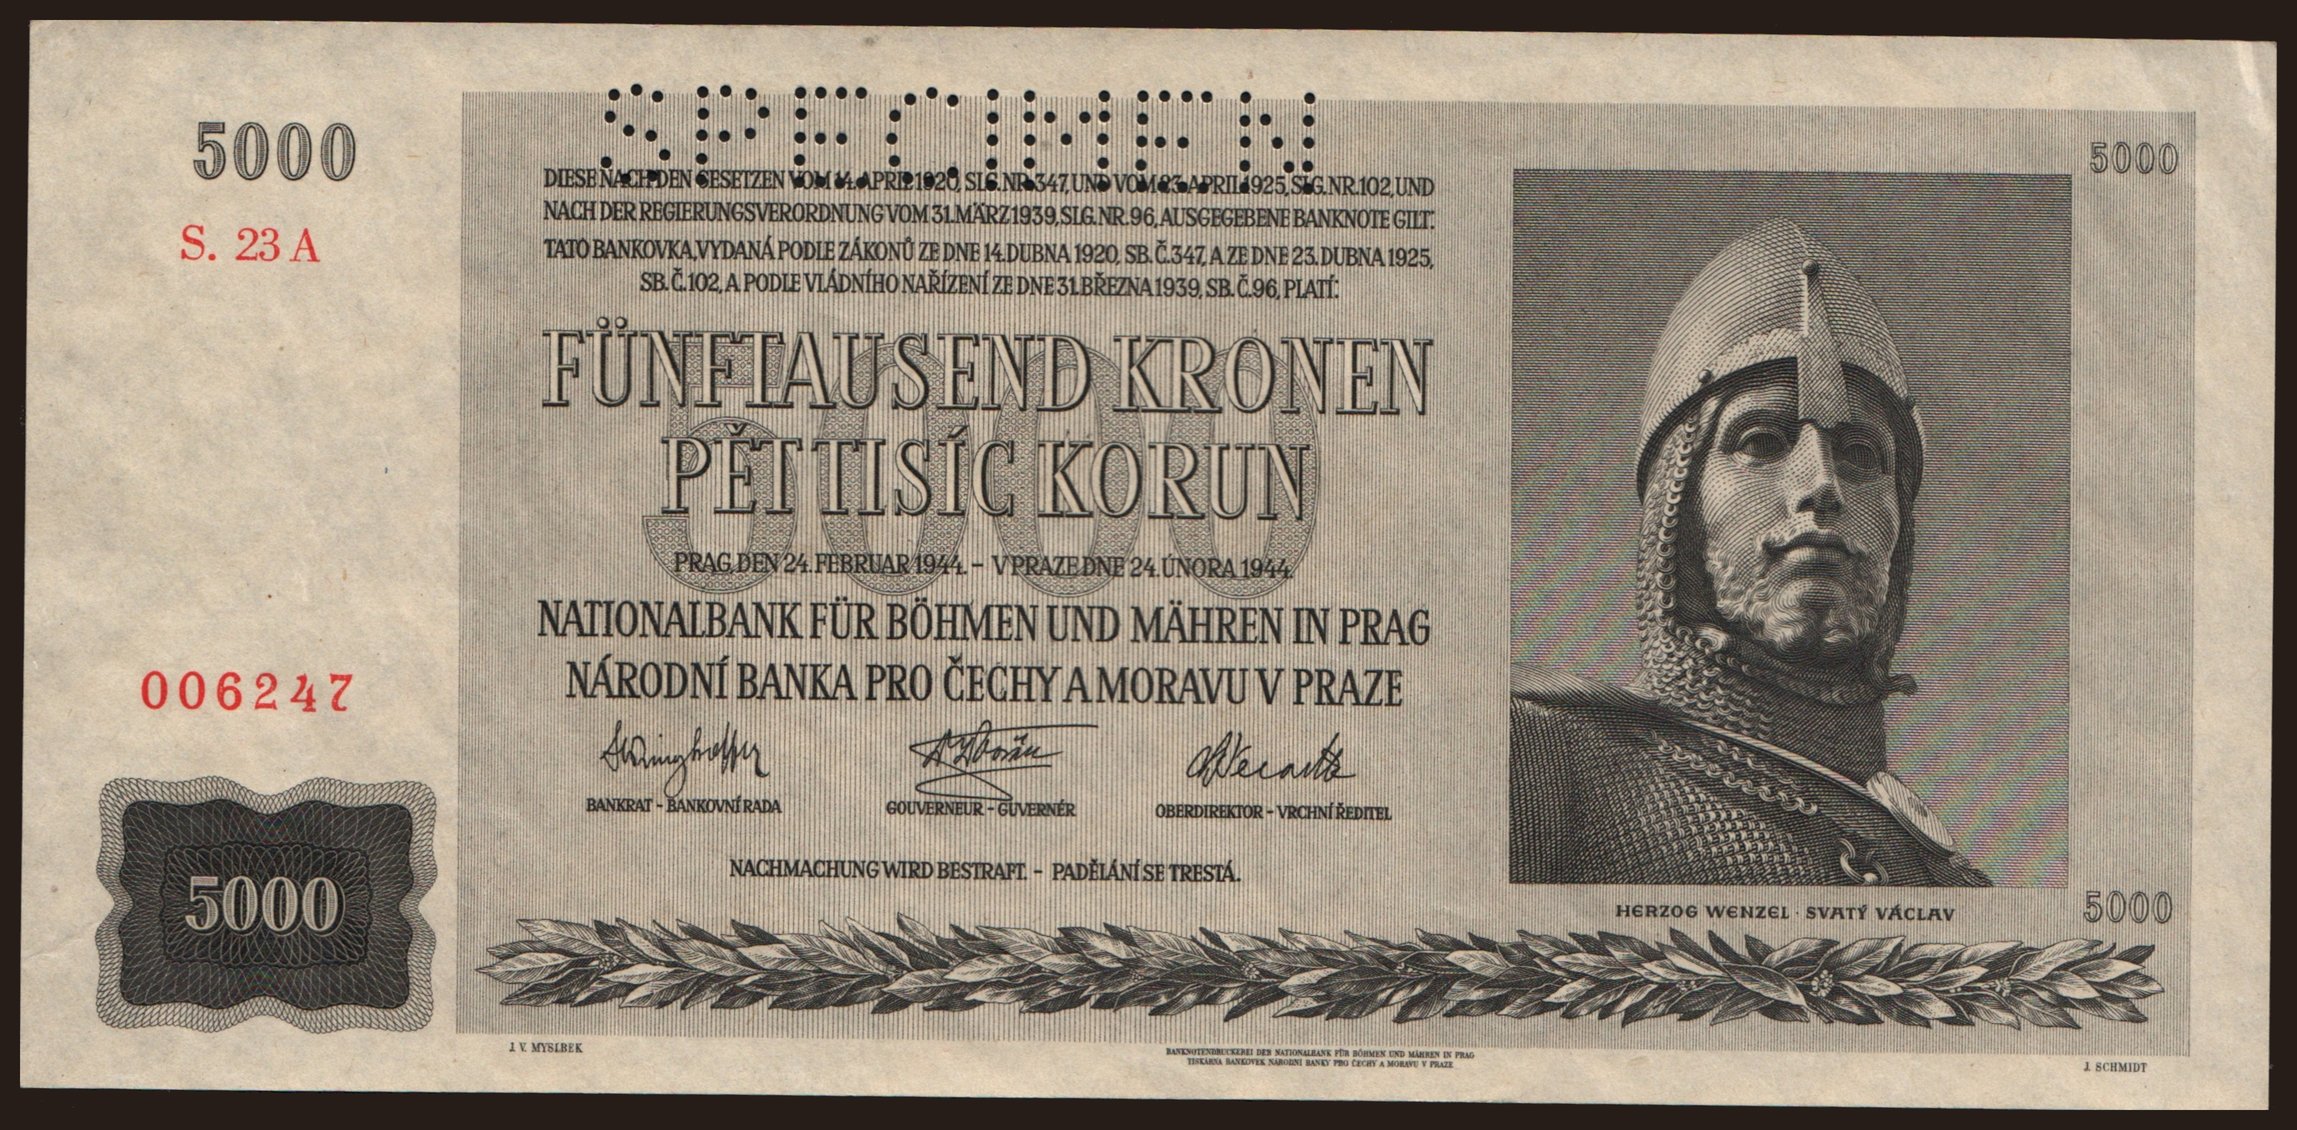 SPECIMEN
5000
5000
S. 23 A
DIESE NACH DEN GESETZEN VOM 14. APRIL 1920, SLG. NR. 347, UND VOM 23. APRIL 1925, SLG. NR. 102, UND
NACH DER REGIERUNGSVERORDNUNG VOM 31. MÄRZ 1939, SLG. NR. 96, AUSGEGEBENE BANKNOTE GILT:
TATO BANKOVKA, VYDANÁ PODLE ZÁKONŮ ZE DNE 14. DUBNA 1920, SB. Č. 347, A ZE DNE 23. DUBNA 1925,
SB. Č. 102, A PODLE VLÁDNÍHO NAŘÍZENÍ ZE DNE 31. BŘEZNA 1939, SB. Č. 96, PLATÍ:
5000
FÜNFTAUSEND KRONEN
PĚT TISÍC KORUN
PRAG, DEN 24. FEBRUAR 1944. – V PRAZE DNE 24. ÚNORA 1944.
NATIONALBANK FÜR BÖHMEN UND MÄHREN IN PRAG
NÁRODNÍ BANKA PRO ČECHY A MORAVU V PRAZE
006247
BANKRAT – BANKOVNÍ RADA
GOUVERNEUR – GUVERNÉR
OBERDIREKTOR – VRCHNÍ ŘEDITEL
NACHMACHUNG WIRD BESTRAFT. – PADĚLÁNÍ SE TRESTÁ.
5000
HERZOG WENZEL · SVATÝ VÁCLAV
5000
J. V. MYSLBEK
BANKNOTENDRUCKEREI DER NATIONALBANK FÜR BÖHMEN UND MÄHREN IN PRAG
TISKÁRNA BANKOVEK NÁRODNÍ BANKY PRO ČECHY A MORAVU V PRAZE
J. SCHMIDT